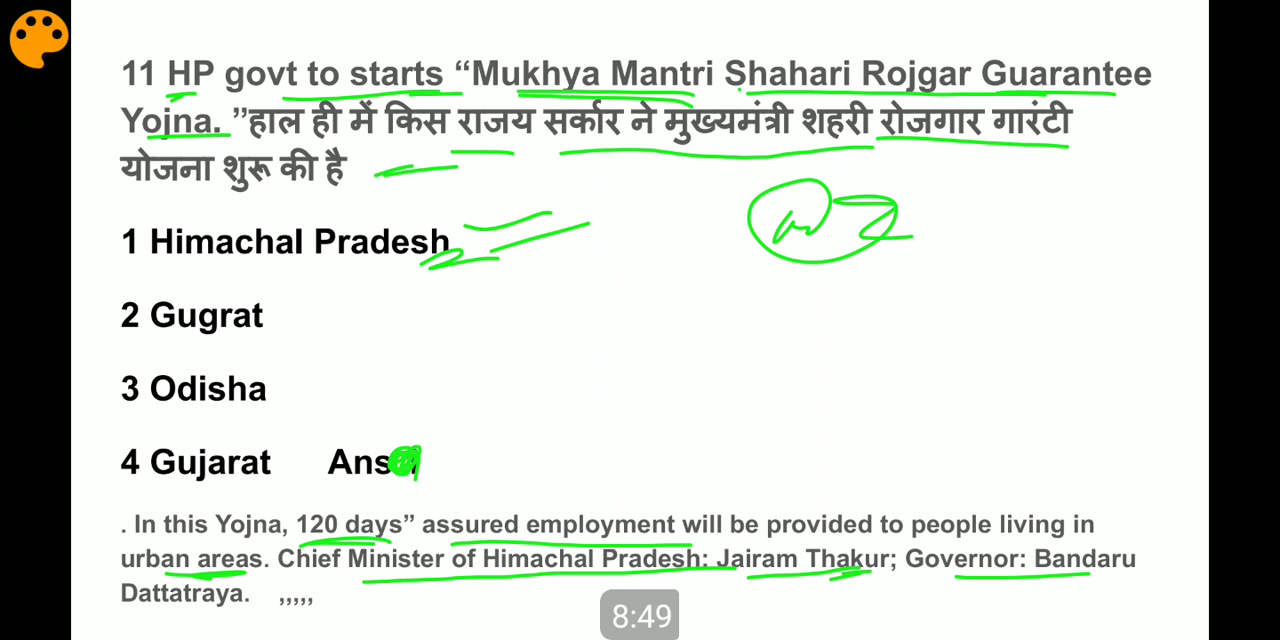 11 HP govt to starts “Mukhya Mantri Shahari Rojgar Guarantee
Yojna. ”हाल ही में किस राजय सर्कार ने मुख्यमंत्री शहरी रोजगार गारंटी
योजना शुरू की है
1 Himachal Pradesh
2 Gugrat
3 Odisha
4 Gujarat Ans
. In this Yojna, 120 days” assured employment will be provided to people living in
urban areas. Chief Minister of Himachal Pradesh: Jairam Thakur; Governor: Bandaru
Dattatraya. ,,,,,
8:49